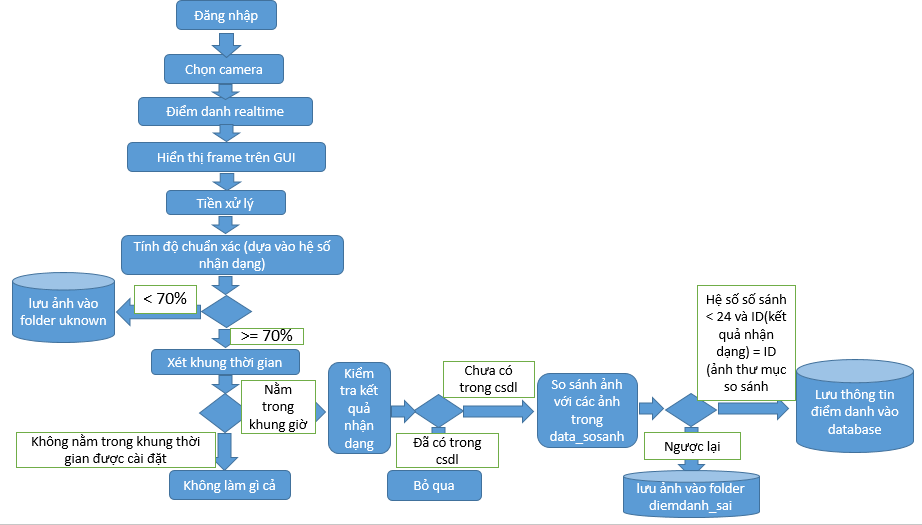 Đăng nhập
Chọn camera
Điểm danh realtime
Hiển thị frame trên GUI
Tiền xử lý
Tính độ chuẩn xác (dựa vào hệ số
nhận dạng)
< 70%
lưu ảnh vào
folder uknown
>= 70%
Xét khung thời gian
Nằm
trong
khung giờ
Không nằm trong khung thời
gian được cài đặt
Không làm gì cả
Kiểm
tra kết
quả
nhận
dạng
Chưa có
trong csdl
Đã có trong
csdl
Bỏ qua
So sánh ảnh
với các ảnh
trong
data_sosanh
Hệ số số sánh
< 24 và ID(kết
quả nhận
dạng) = ID
(ảnh thư mục
so sánh
Lưu thông tin
điểm danh vào
database
Ngược lại
lưu ảnh vào folder
diemdanh_sai